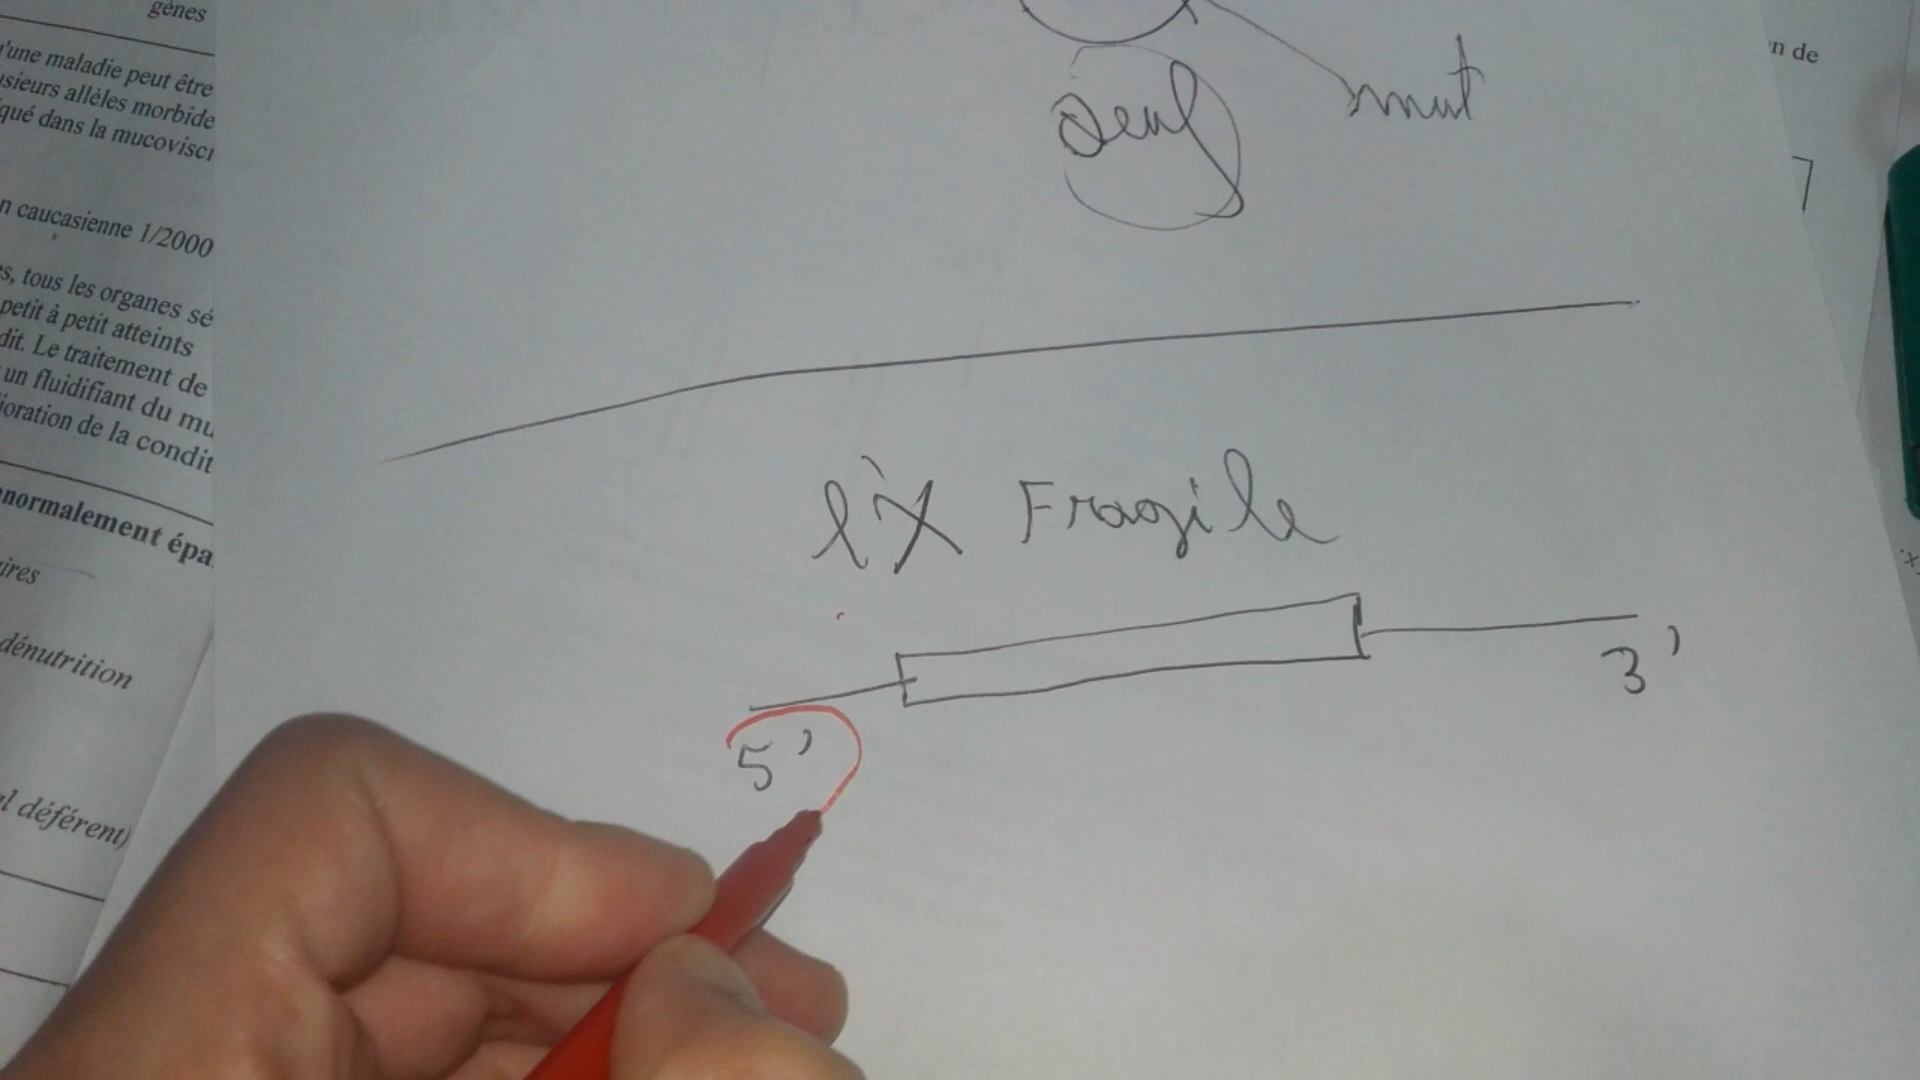 gènes
'une maladie peut être
sieurs allèles morbide
qué dans la mucovisci
n caucasienne 1/2000
s, tous les organes sé
petit à petit atteints
dit. Le traitement de
un fluidifiant du mu
ioration de la condit
normalement épa
ires
dénutrition
l déférent)
n de
mut
l'X Fragile
5'
3'